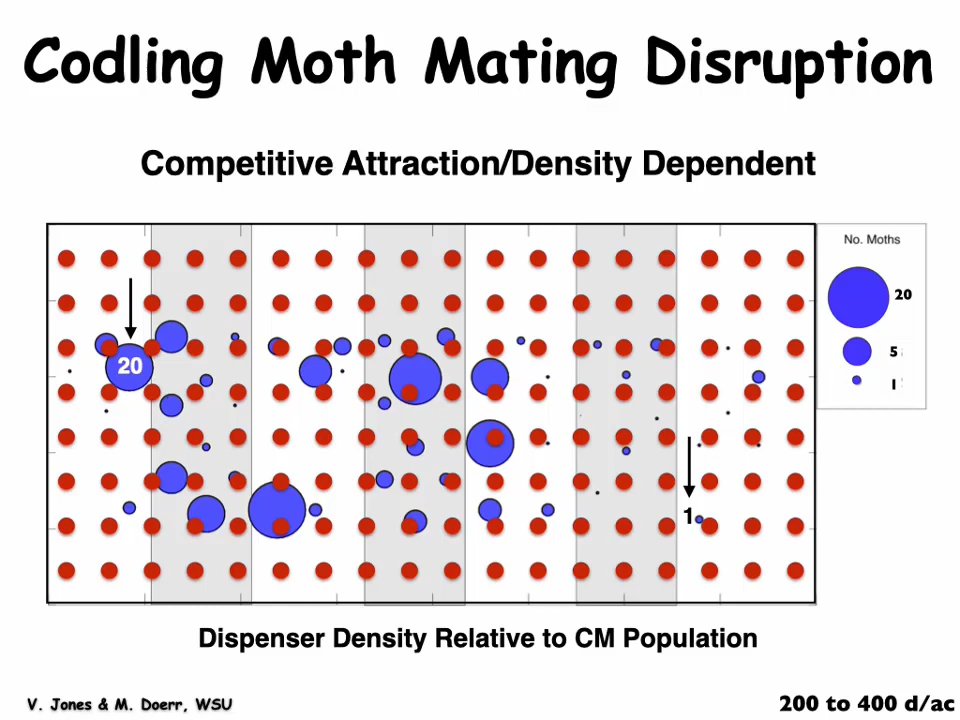 Codling Moth Mating Disruption
Competitive Attraction/Density Dependent
No. Moths
20
5
1
20
1
Dispenser Density Relative to CM Population
V. Jones & M. Doerr, WSU
200 to 400 d/ac